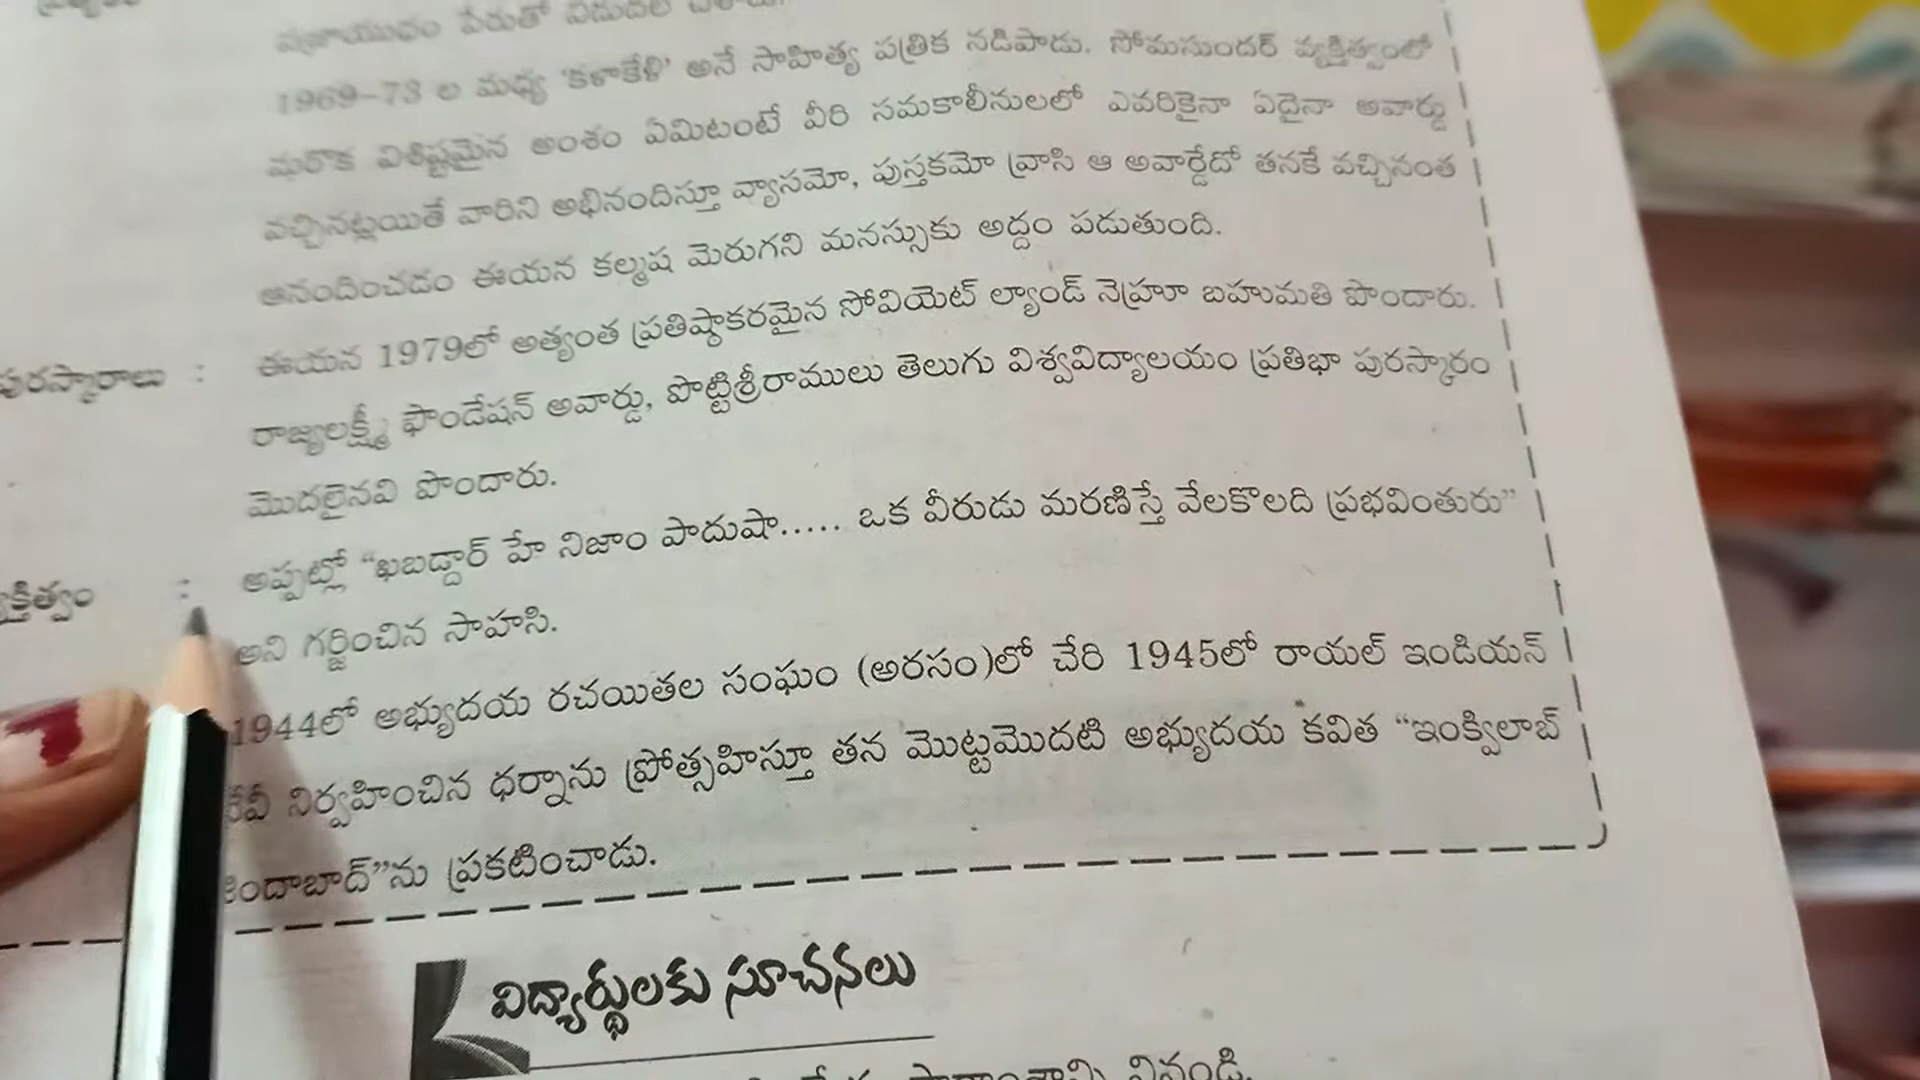 పేరుతో విడుదల
1969-73 ల మధ్య 'కళాకేళి' అనే సాహిత్య పత్రిక నడిపాడు. సోమసుందర్ వ్యక్తిత్వంలో
మరొక విశిష్టమైన అంశం ఏమిటంటే వీరి సమకాలీనులలో ఎవరికైనా ఏదైనా అవార్డు
వచ్చినట్లయితే వారిని అభినందిస్తూ వ్యాసమో, పుస్తకమో వ్రాసి ఆ అవార్డేదో తనకే వచ్చినంత
ఆనందించడం ఈయన కల్మష మెరుగని మనస్సుకు అద్దం పడుతుంది.
పురస్కారాలు : ఈయన 1979లో అత్యంత ప్రతిష్ఠాకరమైన సోవియెట్ ల్యాండ్ నెహ్రూ బహుమతి పొందారు.
రాజ్యలక్ష్మీ ఫౌండేషన్ అవార్డు, పొట్టిశ్రీరాములు తెలుగు విశ్వవిద్యాలయం ప్రతిభా పురస్కారం
మొదలైనవి పొందారు.
క్తిత్వం : అప్పట్లో “ఖబడ్దార్ హే నిజాం పాదుషా..... ఒక వీరుడు మరణిస్తే వేలకొలది ప్రభవింతురు”
అని గర్జించిన సాహసి.
1944లో అభ్యుదయ రచయితల సంఘం (అరసం)లో చేరి 1945లో రాయల్ ఇండియన్
నేవీ నిర్వహించిన ధర్నాను ప్రోత్సహిస్తూ తన మొట్టమొదటి అభ్యుదయ కవిత “ఇంక్విలాబ్
జిందాబాద్”ను ప్రకటించాడు.
విద్యార్థులకు సూచనలు
వినండి.